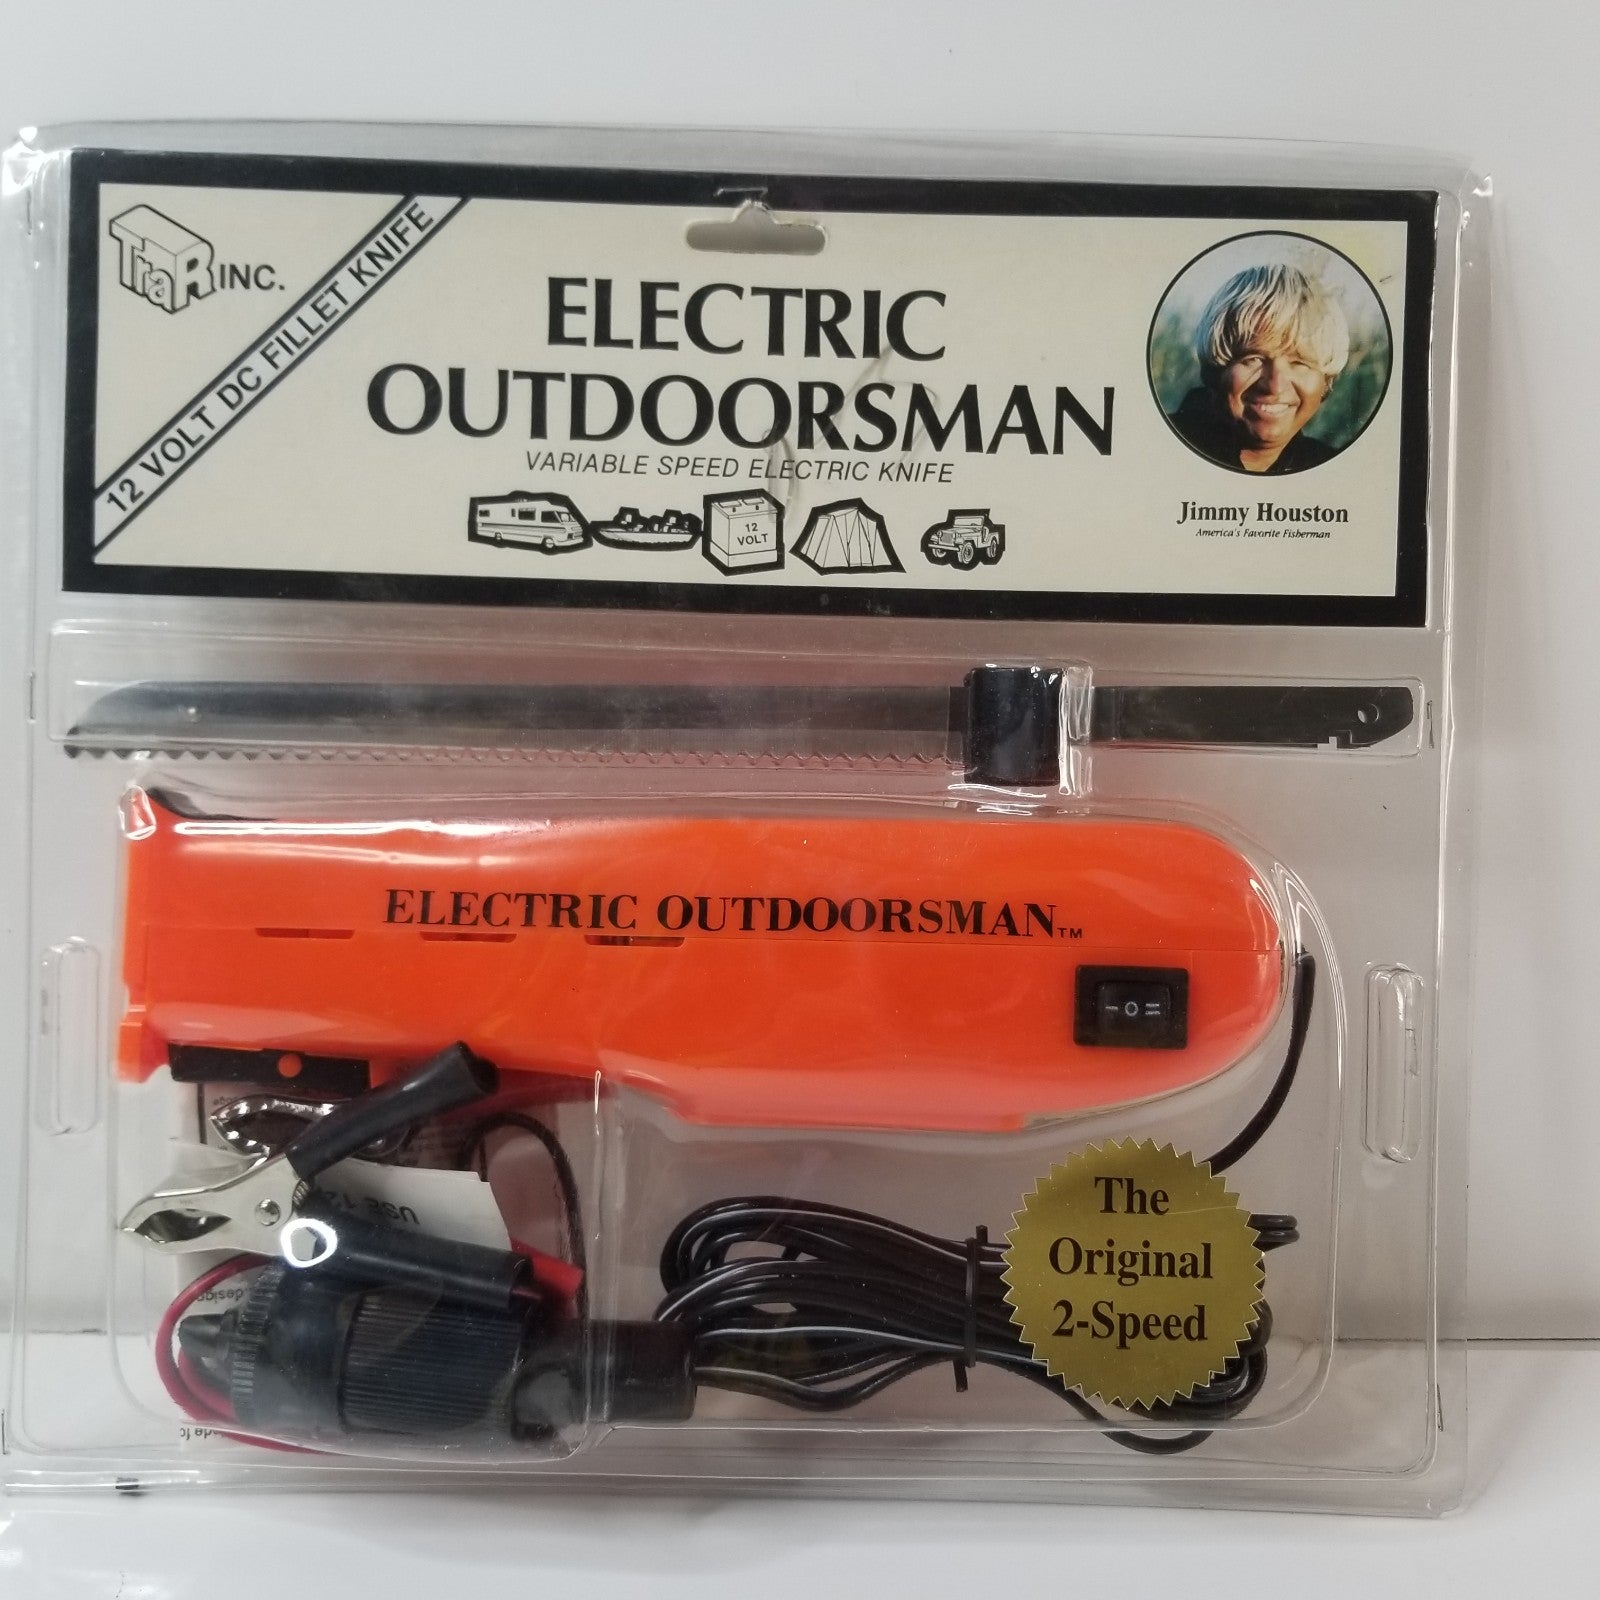 TraR INC.
12 VOLT DC FILLET KNIFE
ELECTRIC
OUTDOORSMAN
VARIABLE SPEED ELECTRIC KNIFE
12
VOLT
Jimmy Houston
America's Favorite Fisherman
ELECTRIC OUTDOORSMAN™
The
Original
2-Speed